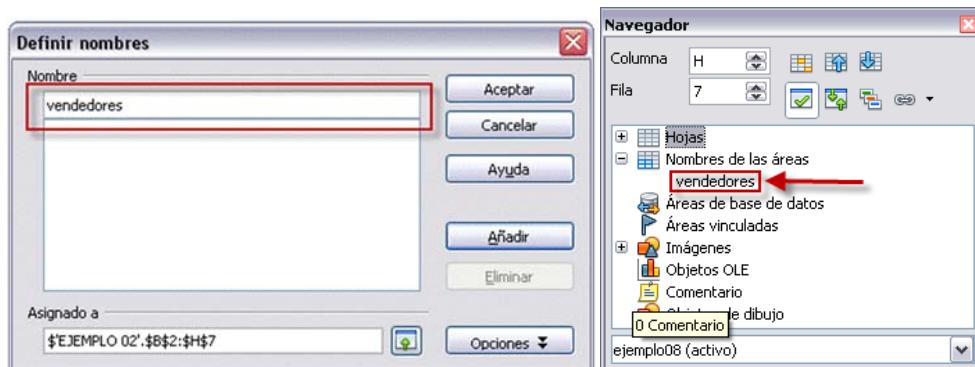 Definir nombres
Nombre
vendedores
Aceptar
Cancelar
Ayuda
Añadir
Eliminar
Asignado a
$'EJEMPLO 02'.$B$2:$H$7
Opciones
Navegador
Columna
H
Fila
7
Hojas
Nombres de las áreas
vendedores
Áreas de base de datos
Áreas vinculadas
Imágenes
Objetos OLE
Comentario
de dibujo
0 Comentario
ejemplo08 (activo)